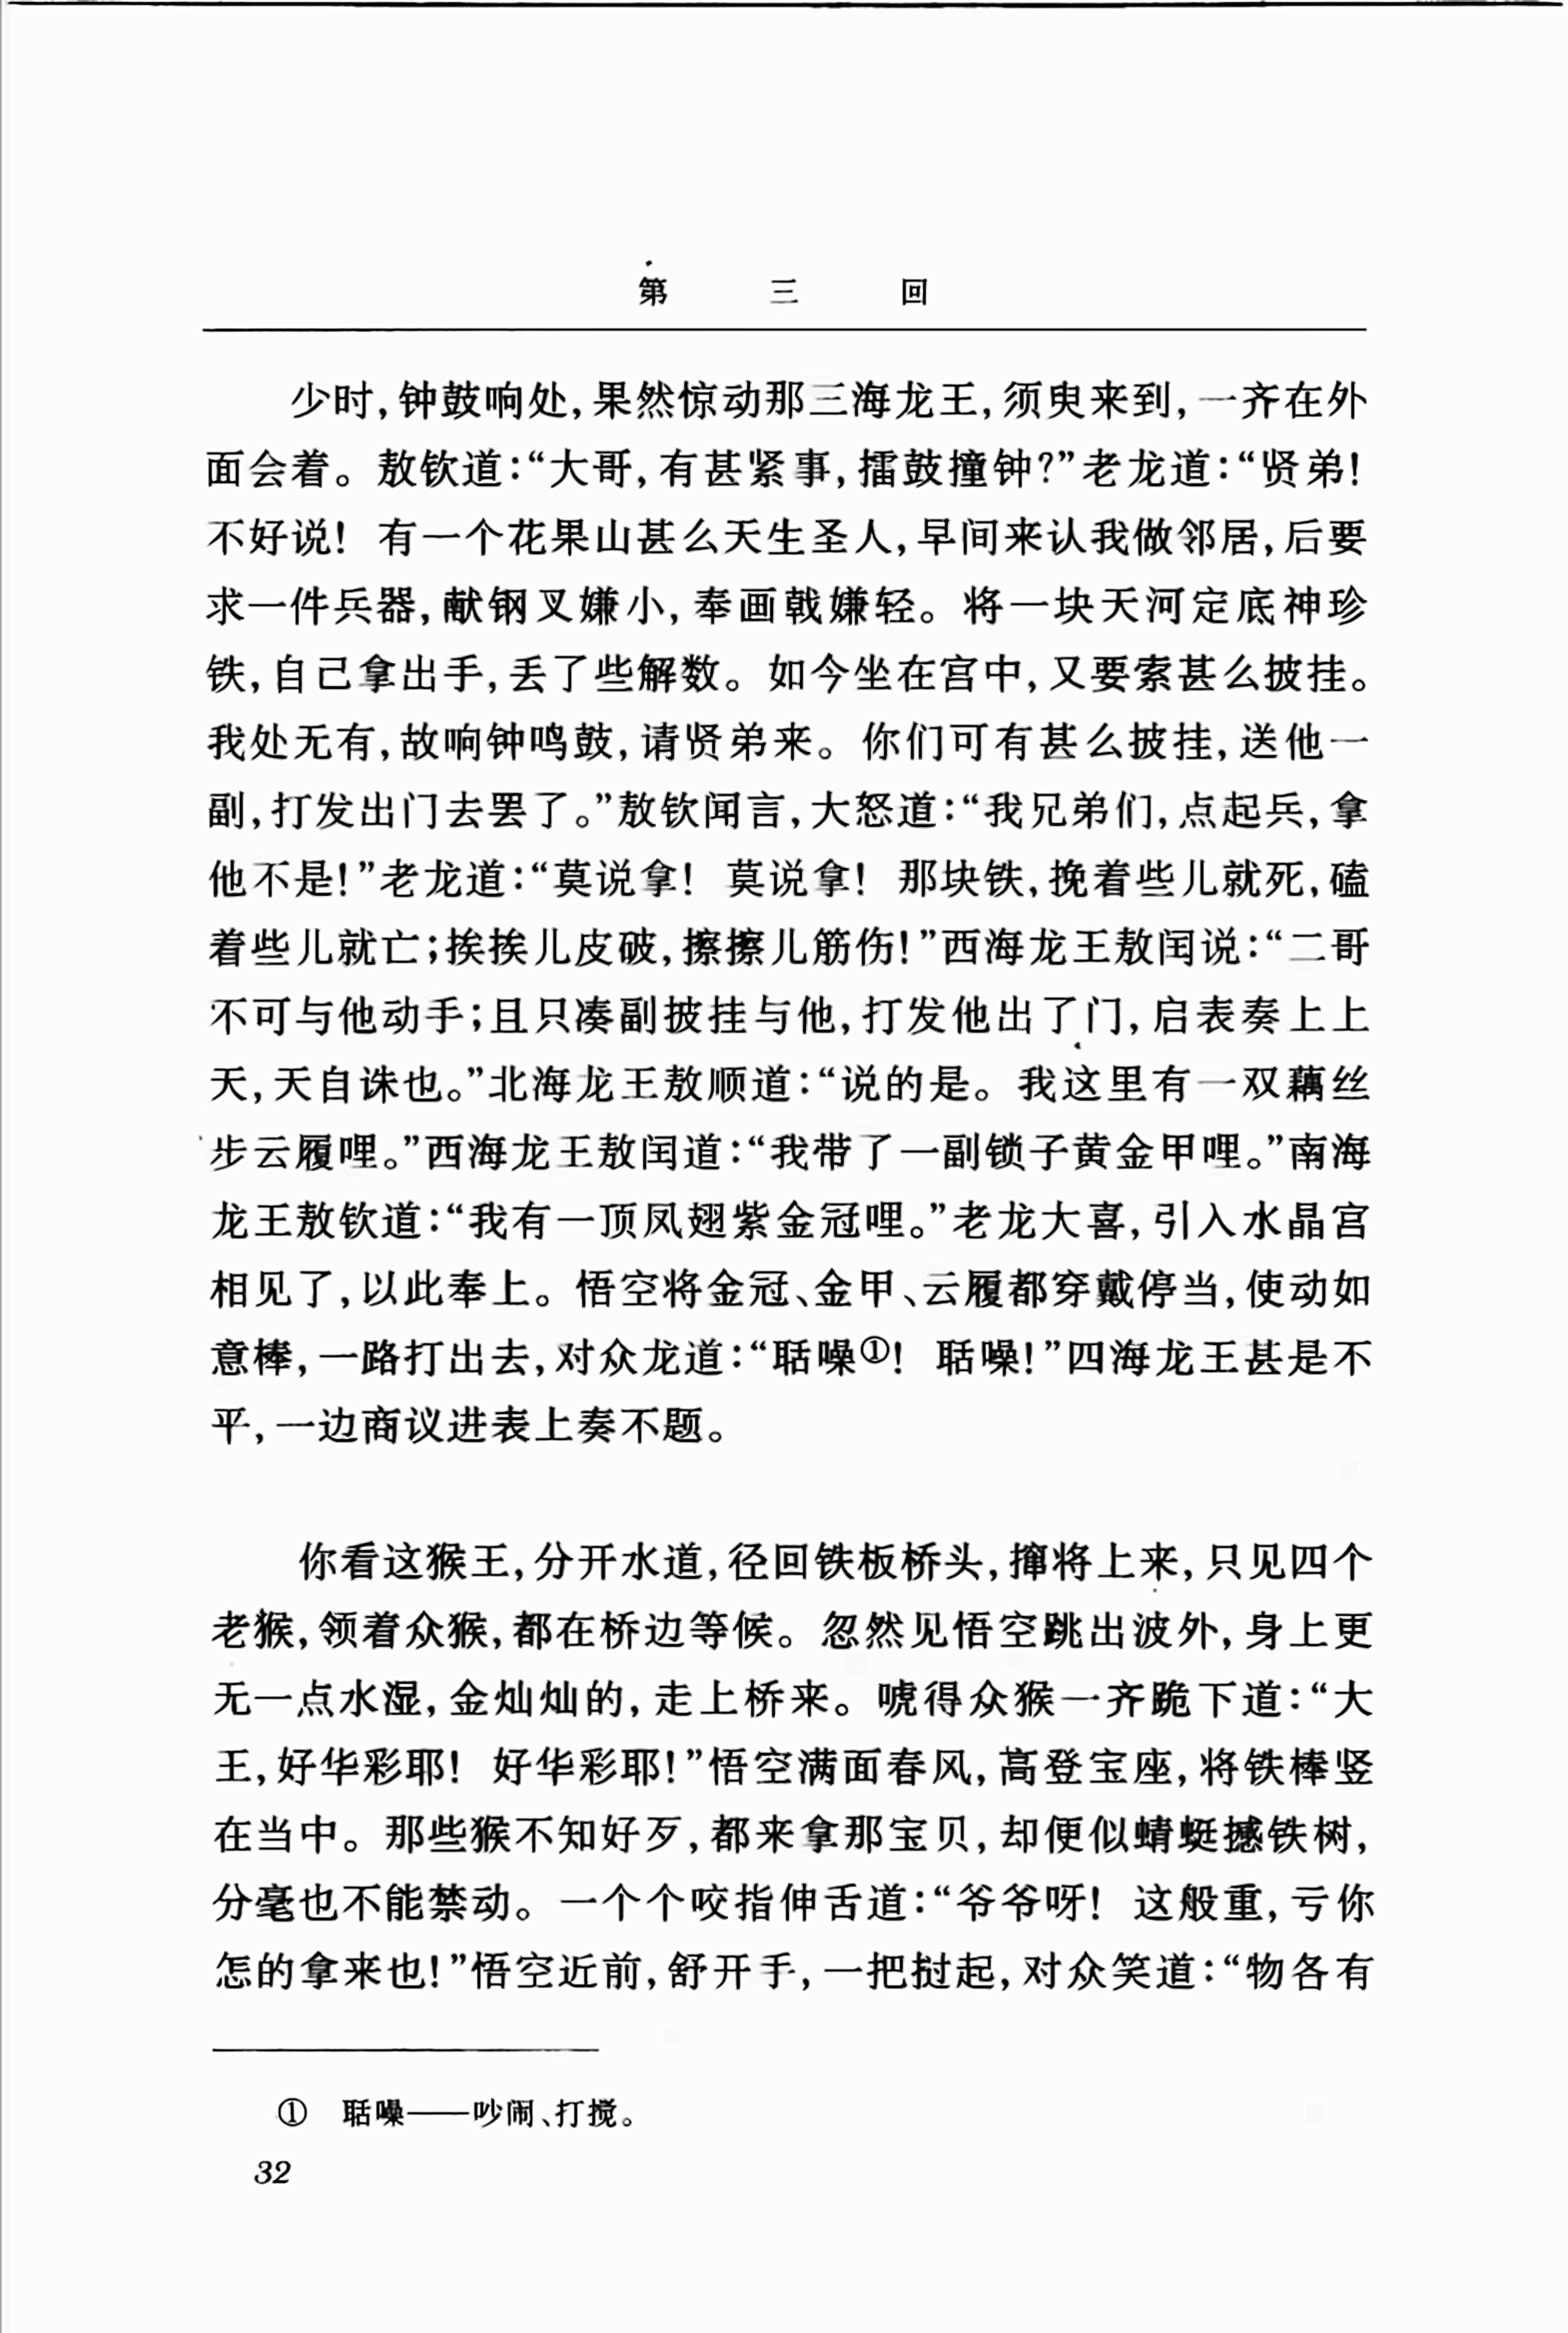 第三回
少时,钟鼓响处,果然惊动那三海龙王,须臾来到,一齐在外
面会着。敖钦道:“大哥,有甚紧事,擂鼓撞钟?”老龙道:“贤弟!
不好说! 有一个花果山甚么天生圣人,早间来认我做邻居,后要
求一件兵器,献钢叉嫌小,奉画戟嫌轻。将一块天河定底神珍
铁,自己拿出手,丢了些解数。如今坐在宫中,又要索甚么披挂。
我处无有,故响钟鸣鼓,请贤弟来。你们可有甚么披挂,送他一
副,打发出门去罢了。”敖钦闻言,大怒道:“我兄弟们,点起兵,拿
他不是!”老龙道:“莫说拿! 莫说拿! 那块铁,挽着些儿就死,磕
着些儿就亡;挨挨儿皮破,擦擦儿筋伤!”西海龙王敖闰说:“二哥
不可与他动手;且只凑副披挂与他,打发他出了门,启表奏上上
天,天自诛也。”北海龙王敖顺道:“说的是。我这里有一双藕丝
步云履哩。”西海龙王敖闰道:“我带了一副锁子黄金甲哩。”南海
龙王敖钦道:“我有一顶凤翅紫金冠哩。”老龙大喜,引入水晶宫
相见了,以此奉上。悟空将金冠、金甲、云履都穿戴停当,使动如
意棒,一路打出去,对众龙道:“聒噪①! 聒噪!”四海龙王甚是不
平,一边商议进表上奏不题。
你看这猴王,分开水道,径回铁板桥头,撺将上来,只见四个
老猴,领着众猴,都在桥边等候。忽然见悟空跳出波外,身上更
无一点水湿,金灿灿的,走上桥来。唬得众猴一齐跪下道:“大
王,好华彩耶! 好华彩耶!”悟空满面春风,高登宝座,将铁棒竖
在当中。那些猴不知好歹,都来拿那宝贝,却便似蜻蜓撼铁树,
分毫也不能禁动。一个个咬指伸舌道:“爷爷呀! 这般重,亏你
怎的拿来也!”悟空近前,舒开手,一把挝起,对众笑道:“物各有
① 聒噪——吵闹、打搅。
32